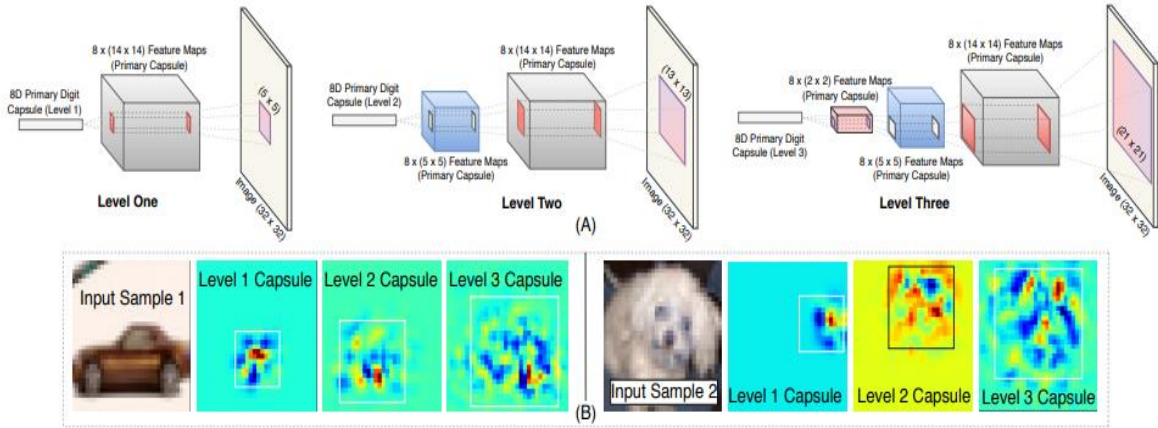 8 x (14 x 14) Feature Maps
(Primary Capsule)
8D Primary Digit
Capsule (Level 1)
(5 x 5)
Image (32 x 32)
Level One
8 x (14 x 14) Feature Maps
(Primary Capsule)
8D Primary Digit
Capsule (Level 2)
8 x (5 x 5) Feature Maps
(Primary Capsule)
(13 x 13)
Image (32 x 32)
Level Two
8 x (14 x 14) Feature Maps
(Primary Capsule)
8 x (2 x 2) Feature Maps
(Primary Capsule)
8D Primary Digit
Capsule (Level 3)
8 x (5 x 5) Feature Maps
(Primary Capsule)
(21 x 21)
Image (32 x 32)
Level Three
(A)
Input Sample 1
Level 1 Capsule
Level 2 Capsule
Level 3 Capsule
Input Sample 2
Level 1 Capsule
Level 2 Capsule
Level 3 Capsule
(B)